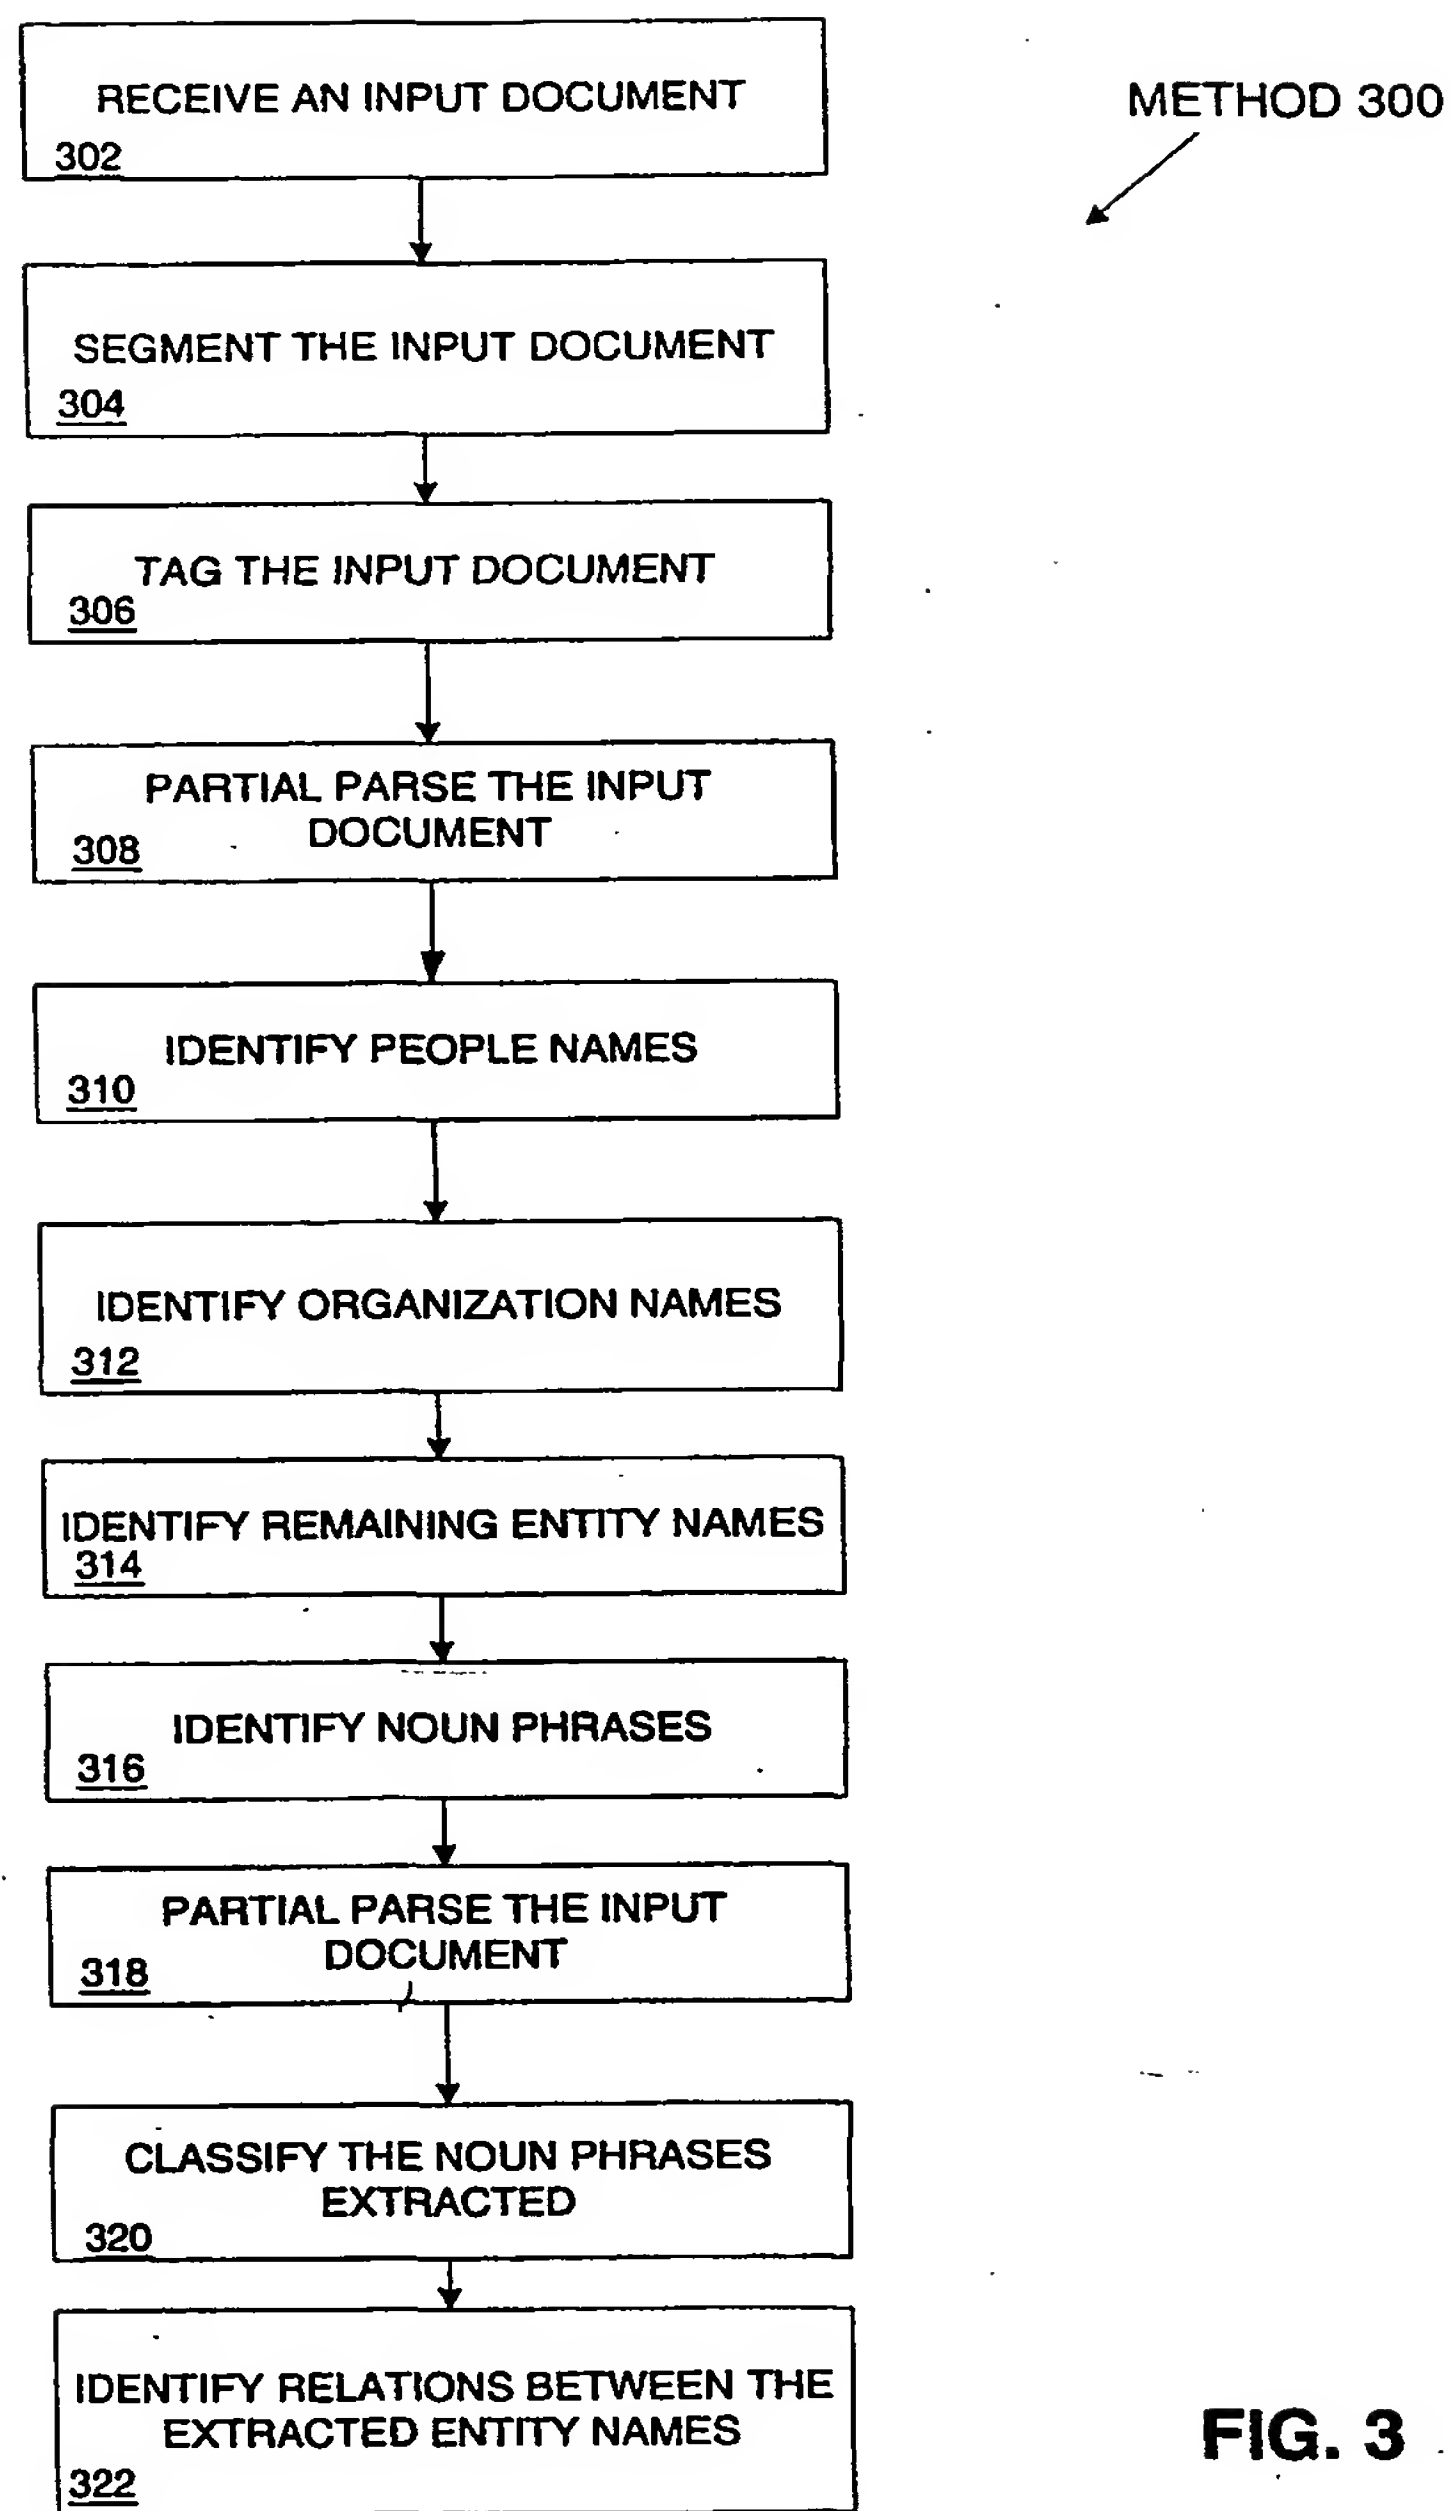 RECEIVE AN INPUT DOCUMENT
302
METHOD 300
SEGMENT THE INPUT DOCUMENT
304
TAG THE INPUT DOCUMENT
306
PARTIAL PARSE THE INPUT
DOCUMENT
308
IDENTIFY PEOPLE NAMES
310
IDENTIFY ORGANIZATION NAMES
312
IDENTIFY REMAINING ENTITY NAMES
314
IDENTIFY NOUN PHRASES
316
PARTIAL PARSE THE INPUT
DOCUMENT
318
CLASSIFY THE NOUN PHRASES
EXTRACTED
320
IDENTIFY RELATIONS BETWEEN THE
EXTRACTED ENTITY NAMES
322
FIG. 3